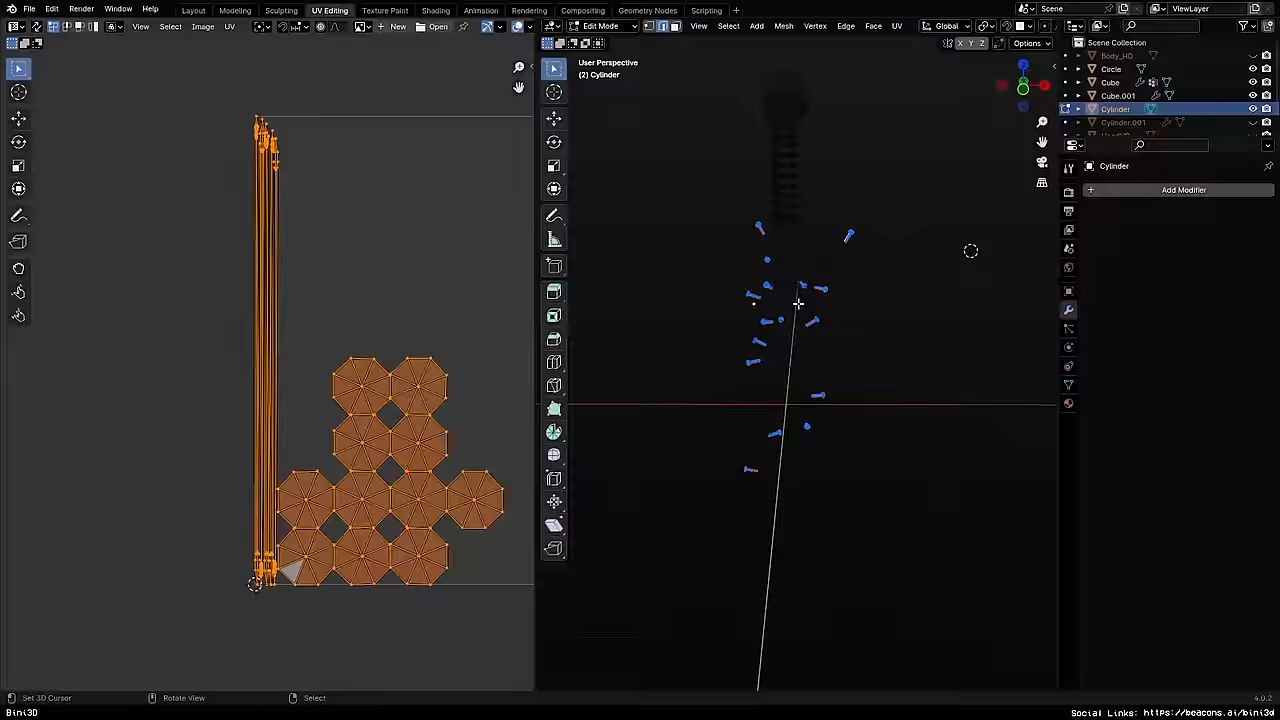 File Edit Render Window Help Layout Modeling Sculpting UV Editing Texture Paint Shading Animation Rendering Compositing Geometry Nodes Scripting + Scene ViewLayer
View Select Image UV New Open Edit Mode View Select Add Mesh Vertex Edge Face UV Global
X Y Z Options Scene Collection
Body_HD
User Perspective
Circle
(2) Cylinder
Cube
Cube.001
Cylinder
Cylinder.001
Cylinder
+ Add Modifier
Set 3D Cursor Rotate View Select 4.0.2
Bini3D Social Links: https://beacons.ai/bini3d